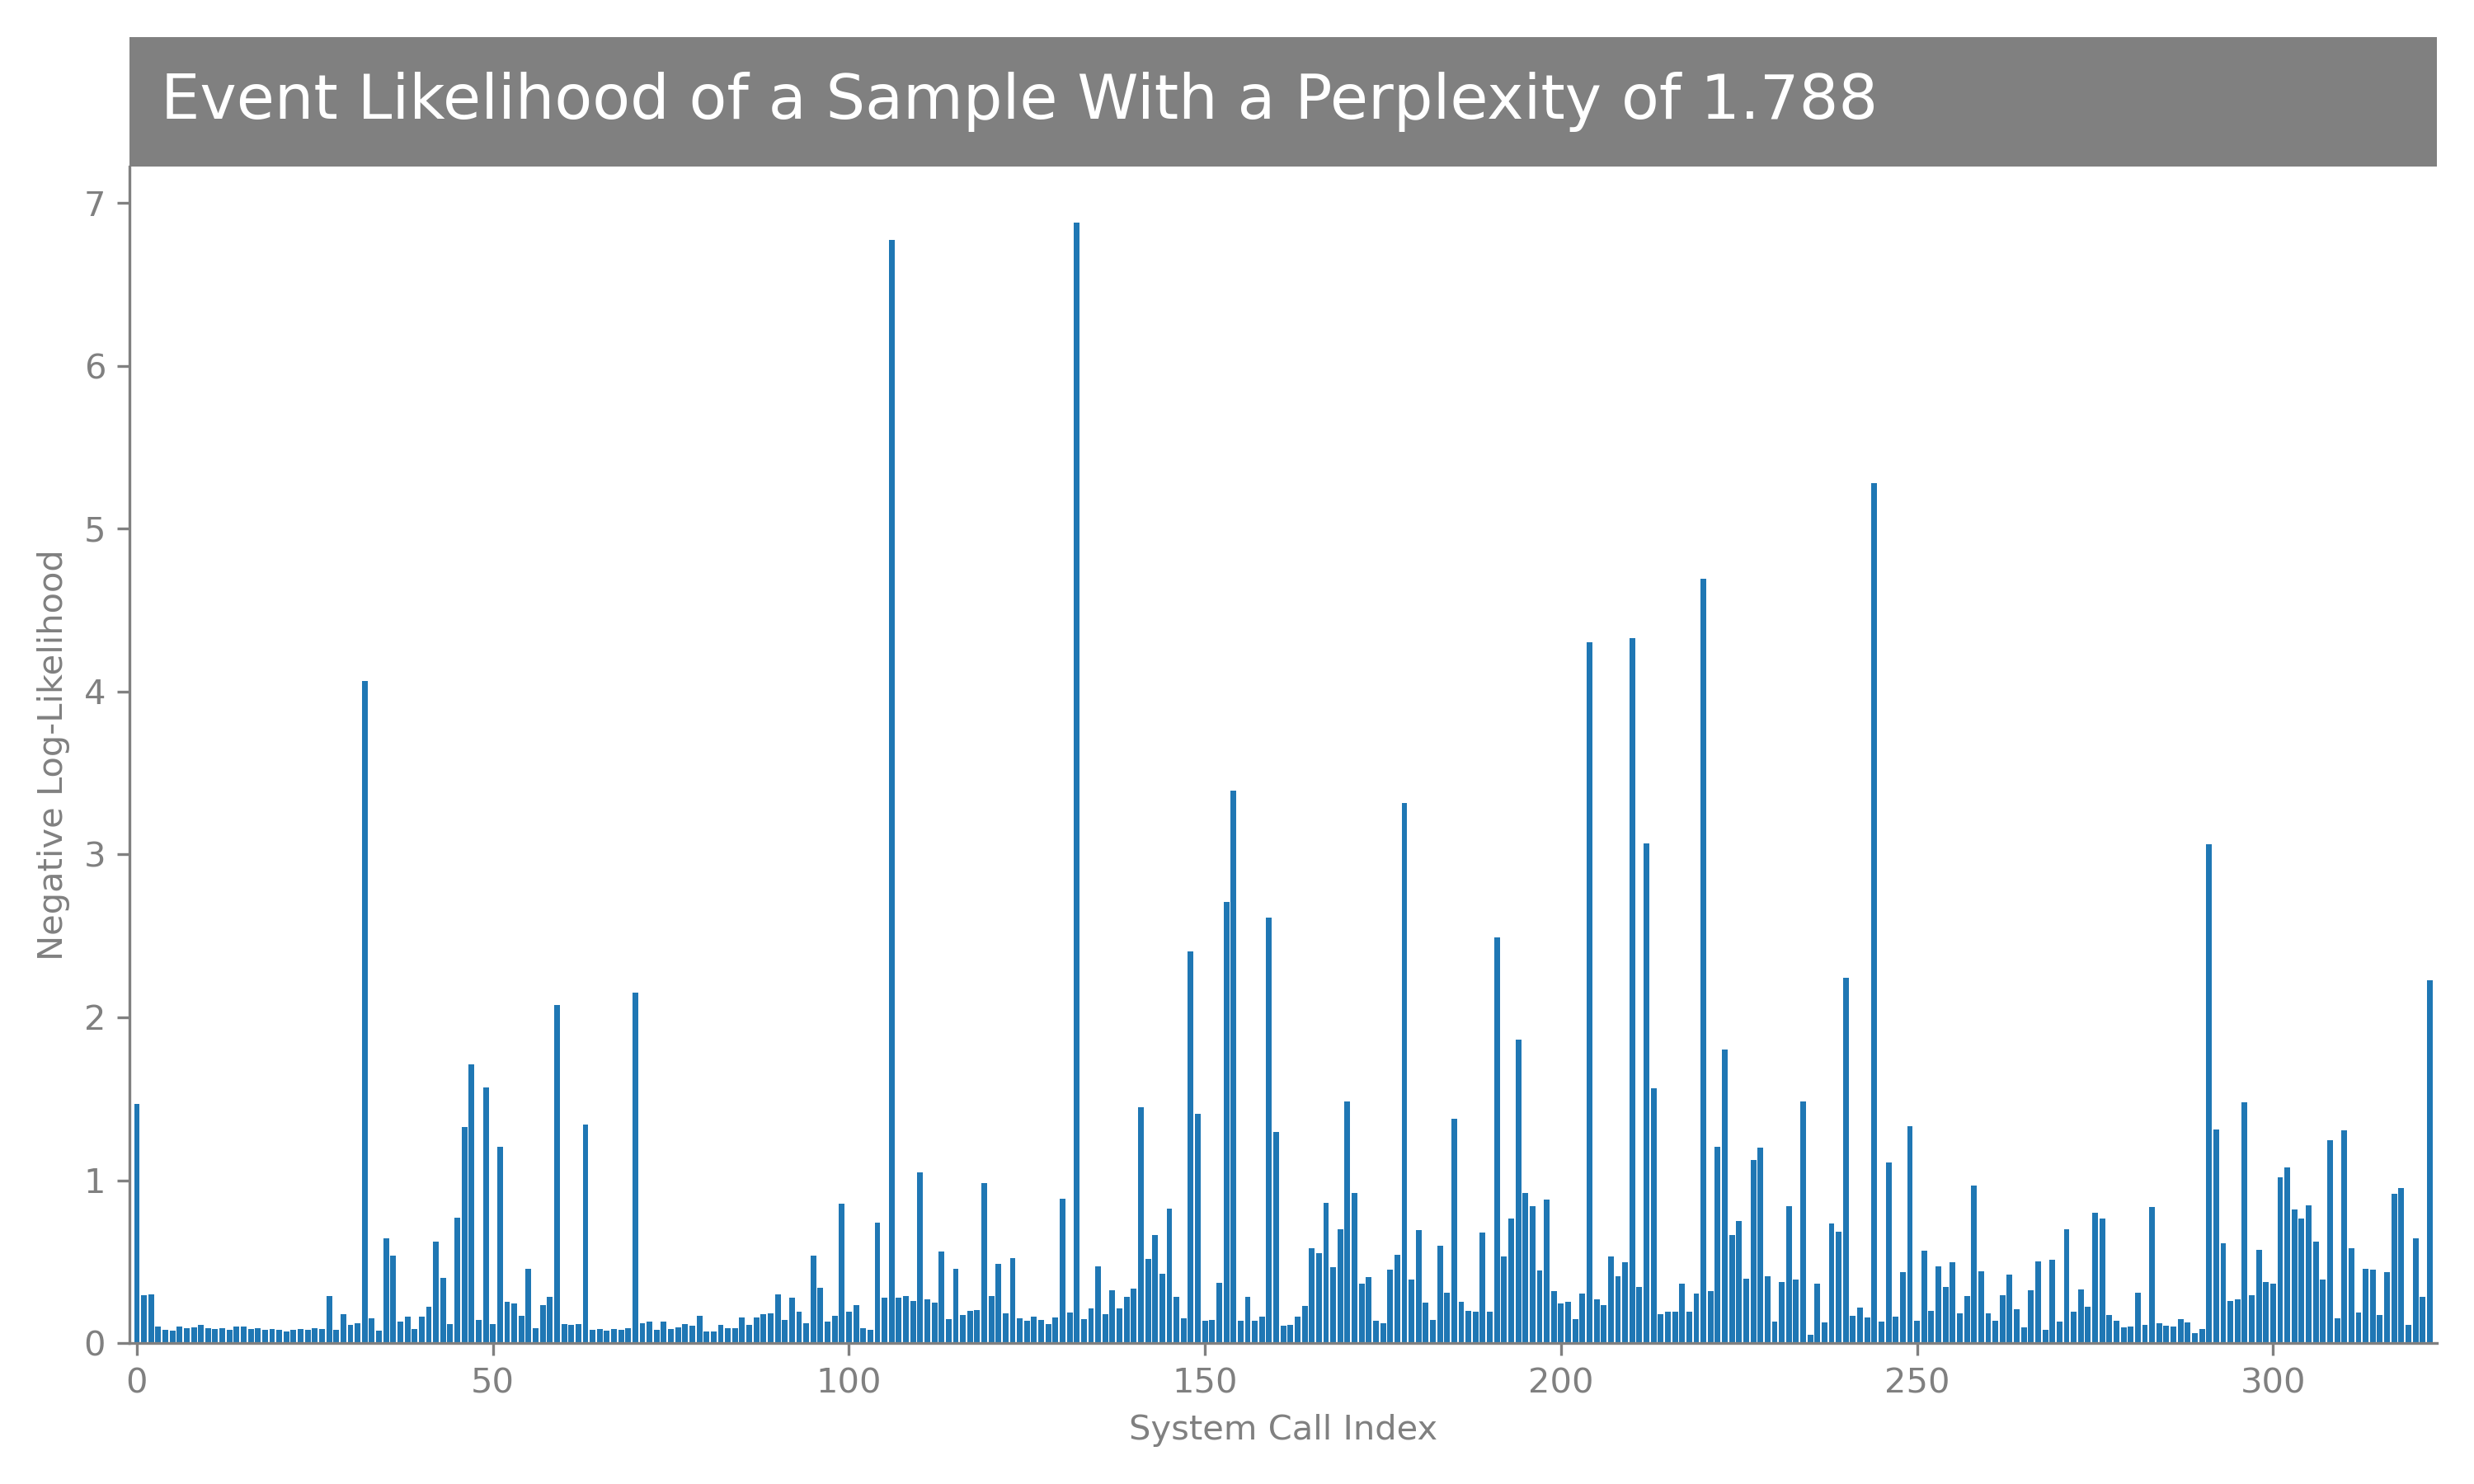 Event Likelihood of a Sample With a Perplexity of 1.788
7
6
5
4
3
2
1
0
Negative Log-Likelihood
0 50 100 150 200 250 300
System Call Index